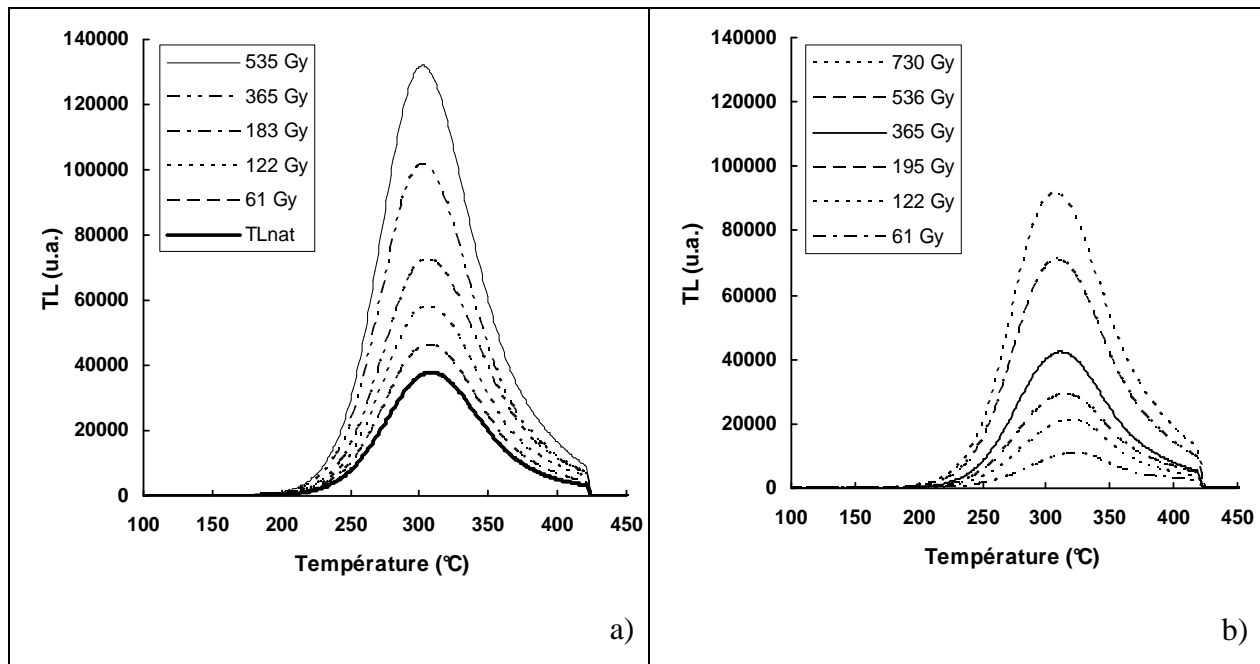 140000
120000
100000
80000
60000
40000
20000
0
TL (u.a.)
535 Gy
365 Gy
183 Gy
122 Gy
61 Gy
TLnat
100 150 200 250 300 350 400 450
Température (°C)
a)
140000
120000
100000
80000
60000
40000
20000
0
TL (u.a.)
730 Gy
536 Gy
365 Gy
195 Gy
122 Gy
61 Gy
100 150 200 250 300 350 400 450
Température (°C)
b)